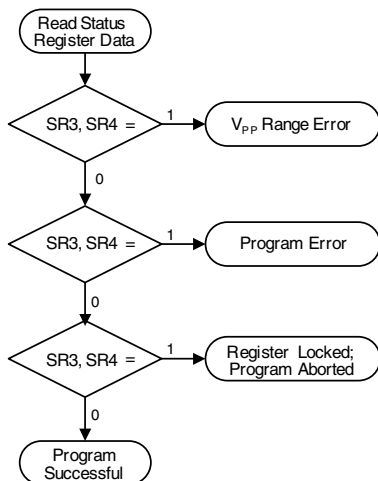 Read Status
Register Data
SR3, SR4 =
1
VPP Range Error
0
SR3, SR4 =
1
Program Error
0
SR3, SR4 =
1
Register Locked;
Program Aborted
0
Program
Successful